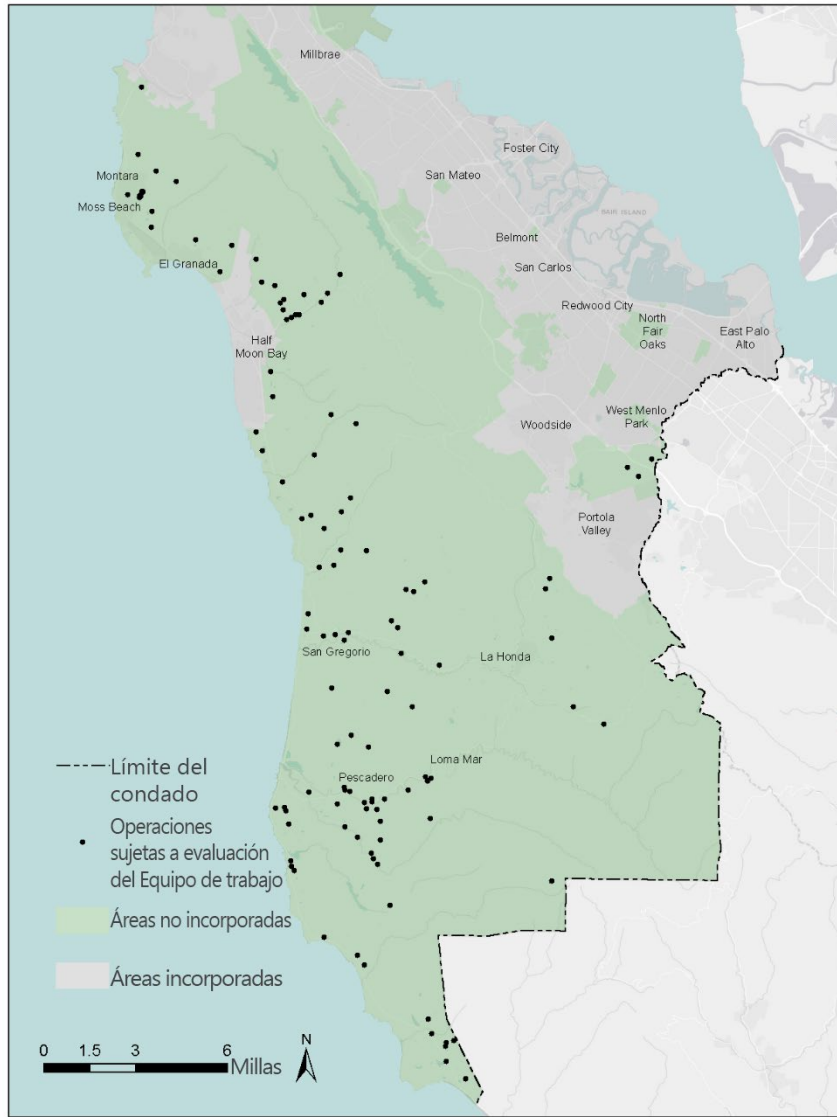 Millbrae
Foster City
San Mateo
Montara
Moss Beach
BAIR ISLAND
Belmont
El Granada
San Carlos
Redwood City
North
Fair
Oaks
East Palo
Alto
Half
Moon Bay
West Menlo
Park
Woodside
Portola
Valley
San Gregorio
La Honda
Loma Mar
Pescadero
Límite del
condado
Operaciones
sujetas a evaluación
del Equipo de trabajo
Áreas no incorporadas
Áreas incorporadas
0 1.5 3 6 Millas
N